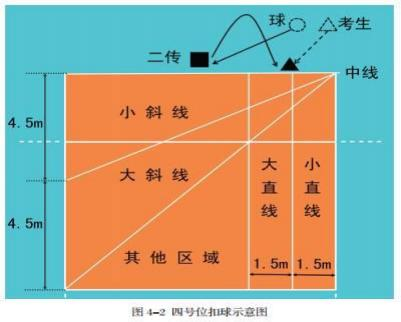 球
考生
二传
中线
小斜线
4.5m
大斜线
大直线
小直线
4.5m
其他区域
1.5m
1.5m
图 4-2 四号位扣球示意图